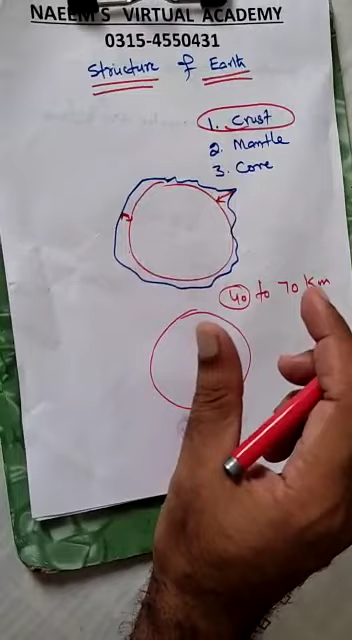 NAEEM'S VIRTUAL ACADEMY
0315-4550431
Structure of Earth
1. Crust
2. Mantle
3. Core
40 to 70 Km